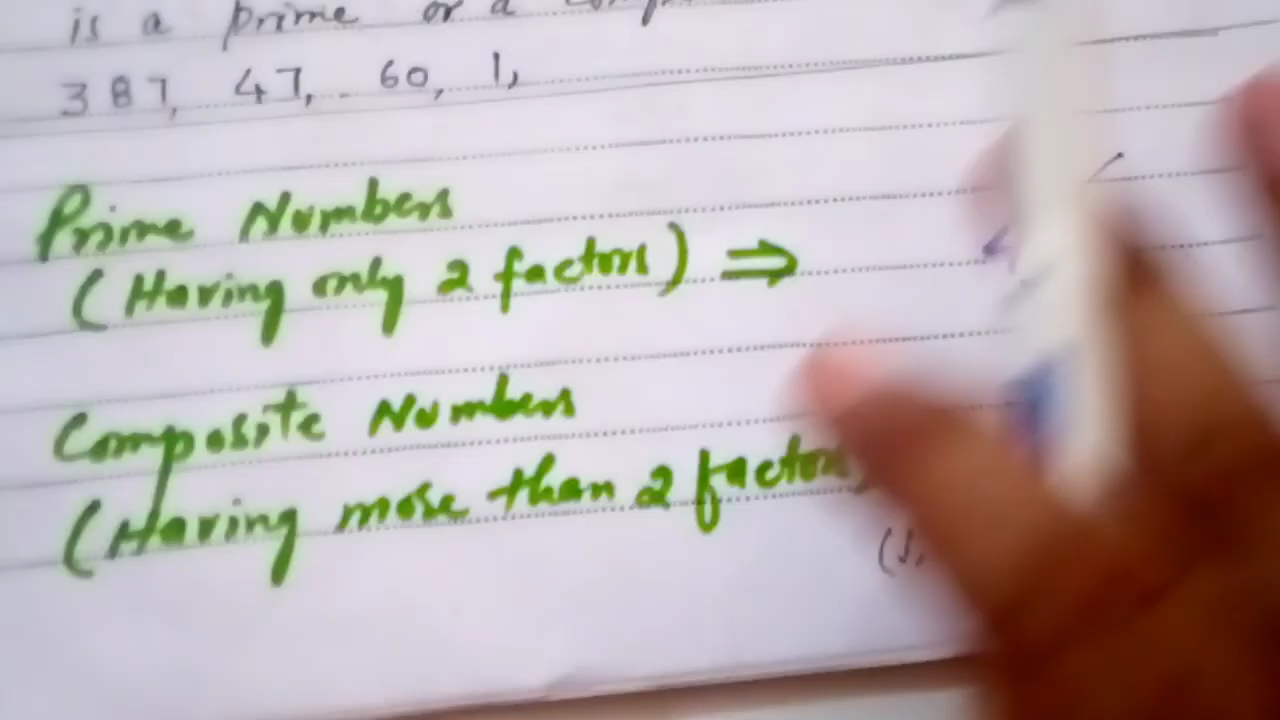 is a prime or a
387, 47, 60, 1,
Prime Numbers
(Having only 2 factors) ⇒
Composite Numbers
(Having more than 2 factors
(1,